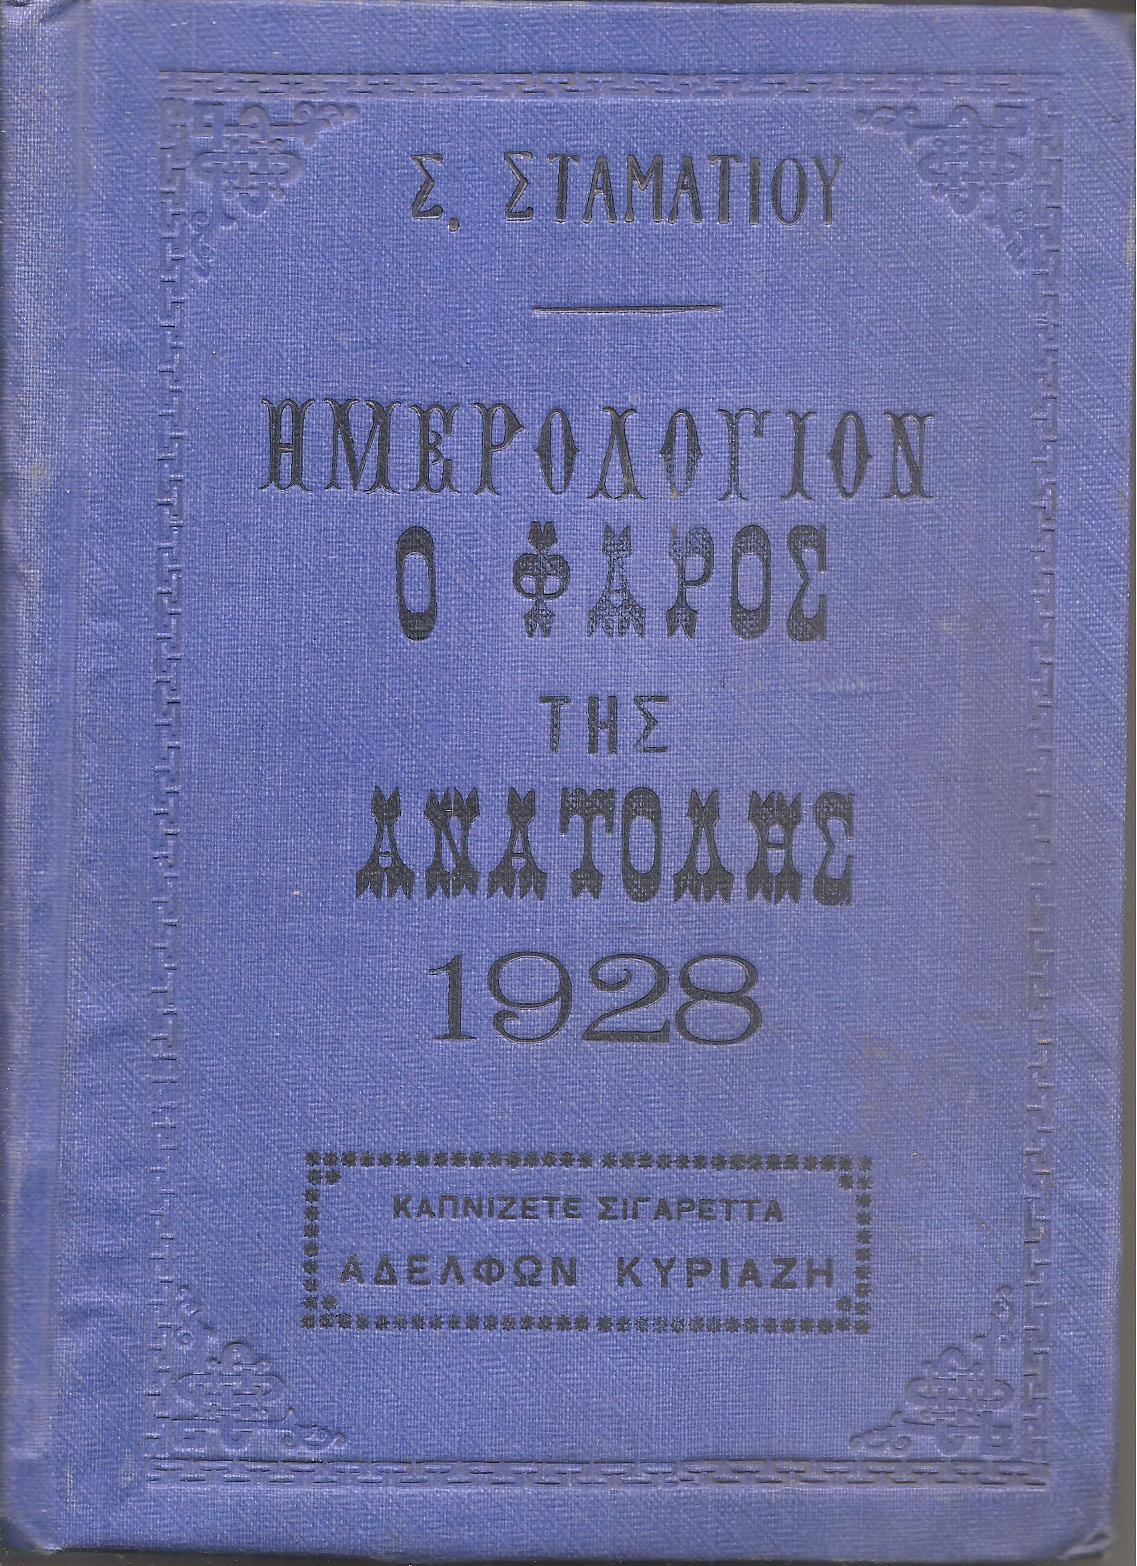 Σ. ΣΤΑΜΑΤΙΟΥ
ΗΜΕΡΟΛΟΓΙΟΝ
Ο ΦΑΡΟΣ
ΤΗΣ
ΑΝΑΤΟΛΗΣ
1928
ΚΑΠΝΙΖΕΤΕ ΣΙΓΑΡΕΤΤΑ
ΑΔΕΛΦΩΝ ΚΥΡΙΑΖΗ